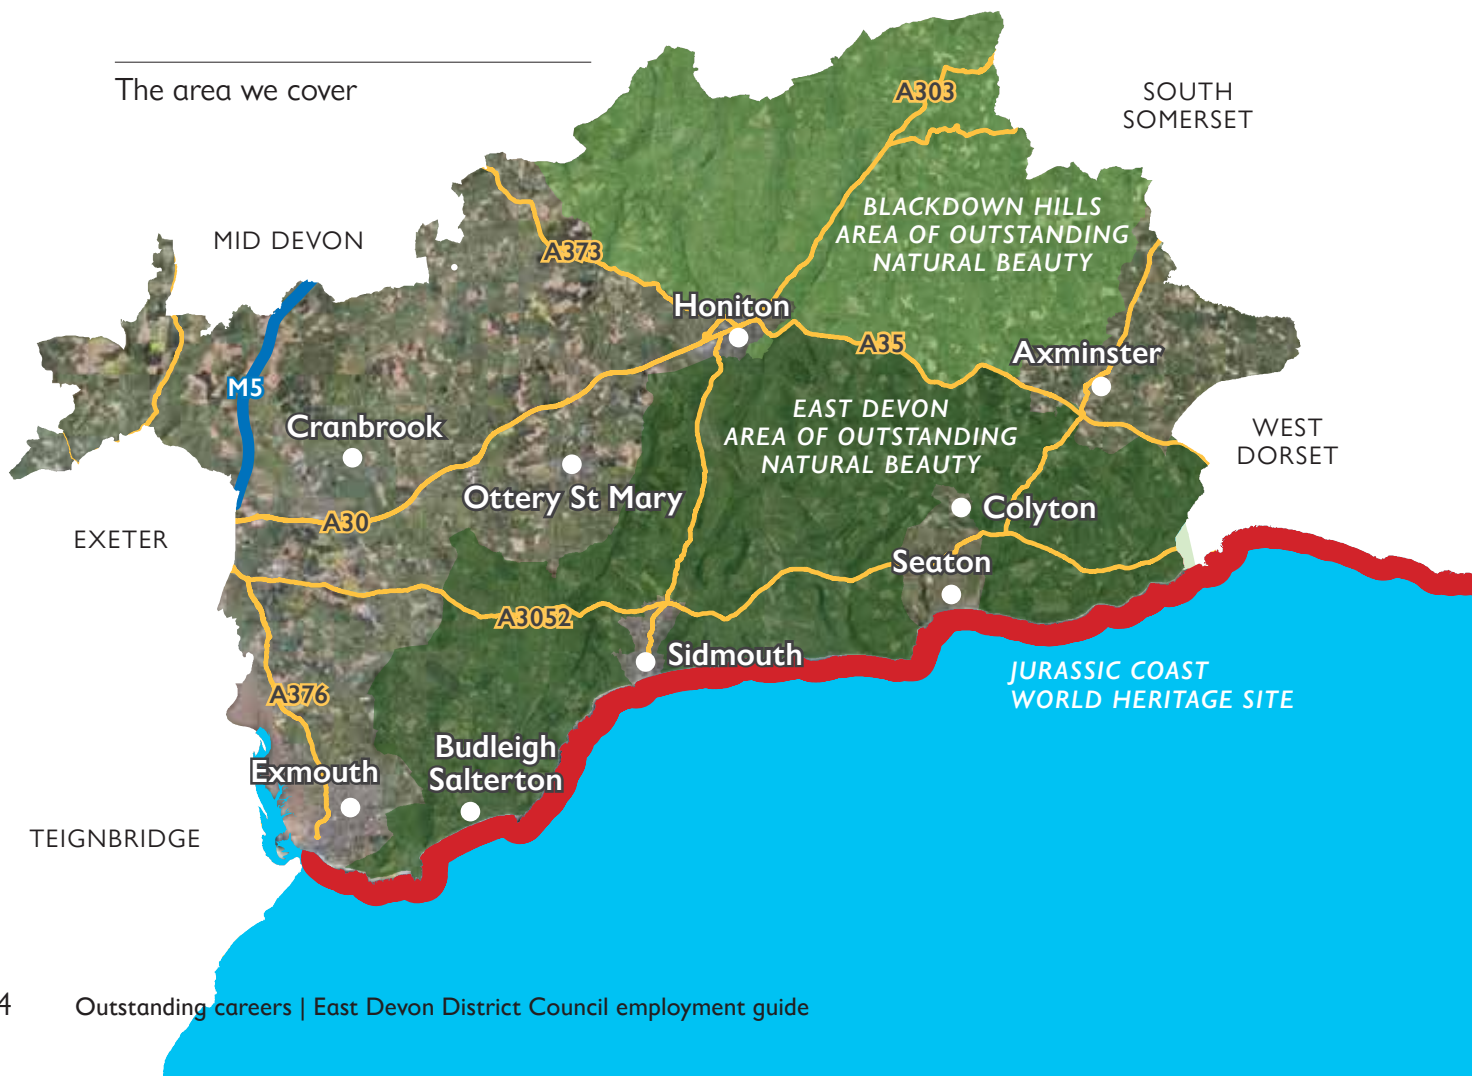 The area we cover
A303
SOUTH
SOMERSET
BLACKDOWN HILLS
AREA OF OUTSTANDING
NATURAL BEAUTY
MID DEVON
A373
Honiton
A35
Axminster
M5
Cranbrook
EAST DEVON
AREA OF OUTSTANDING
NATURAL BEAUTY
WEST
DORSET
Ottery St Mary
Colyton
A30
EXETER
Seaton
A3052
Sidmouth
JURASSIC COAST
WORLD HERITAGE SITE
A376
Budleigh
Salterton
Exmouth
TEIGNBRIDGE
4 Outstanding careers | East Devon District Council employment guide